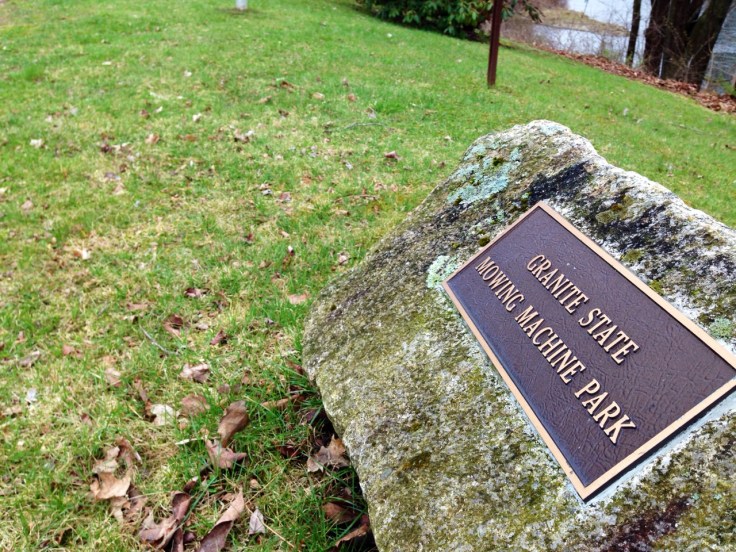 GRANITE STATE
MOWING MACHINE PARK